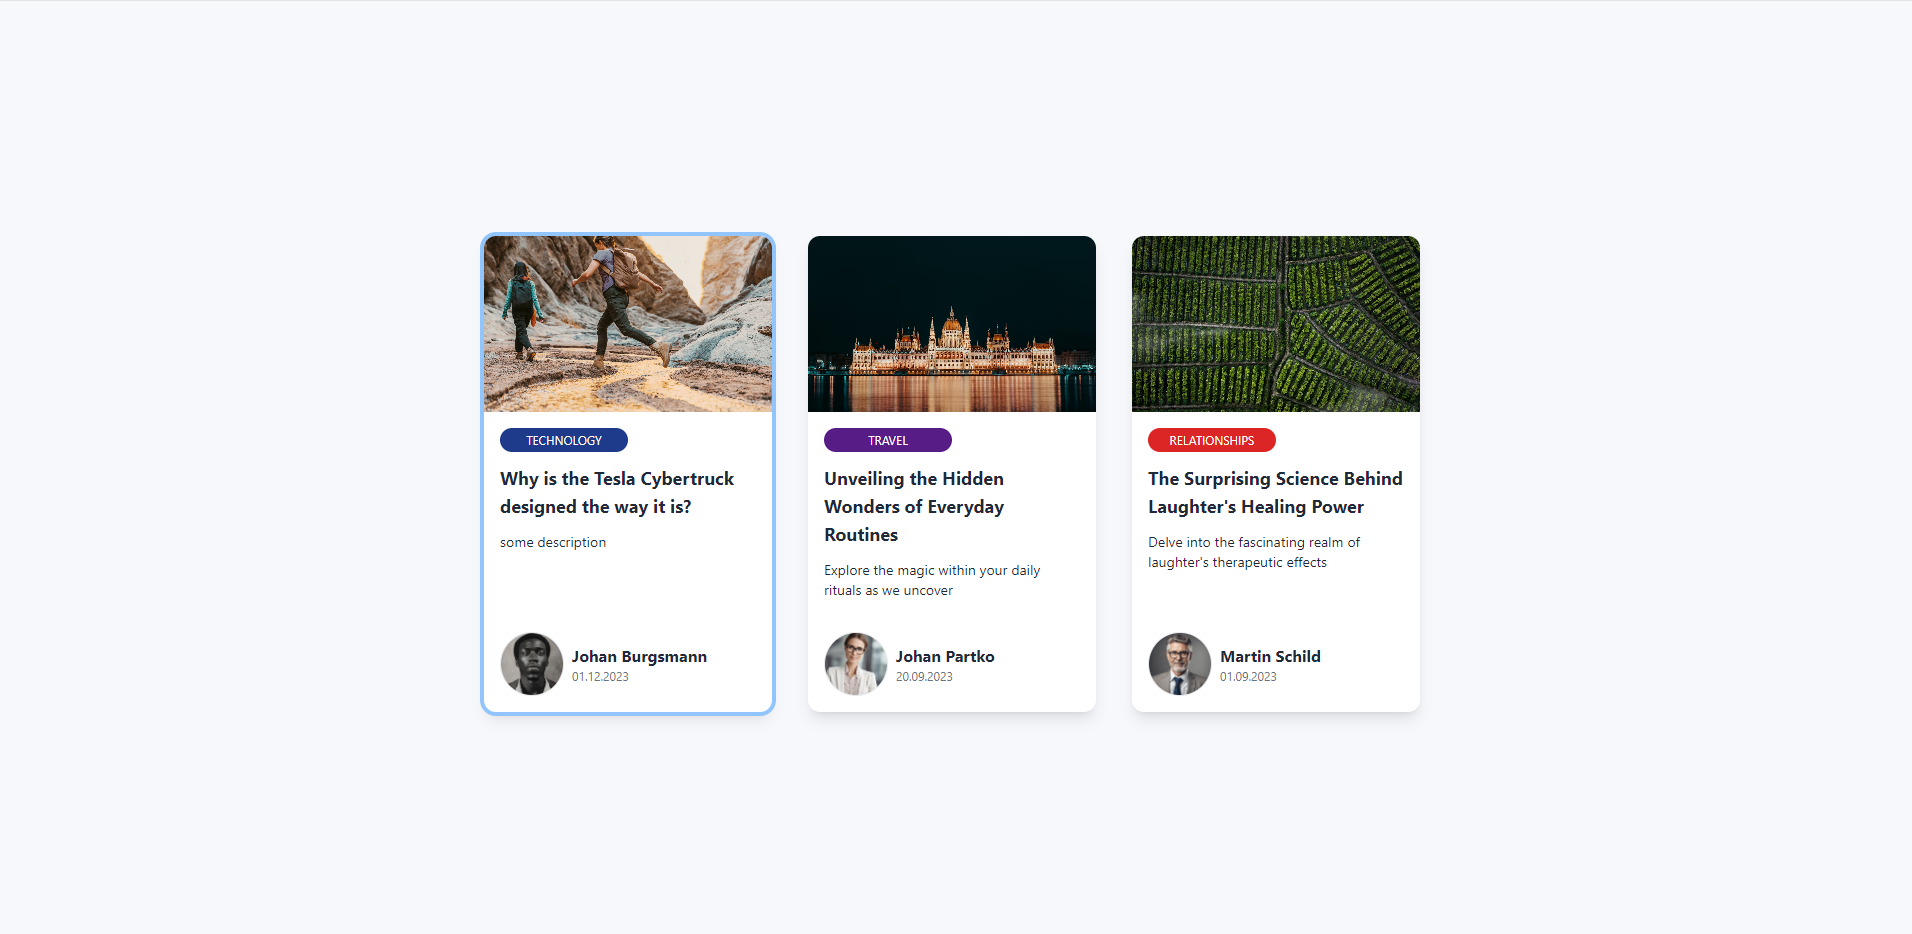 TECHNOLOGY
Why is the Tesla Cybertruck
designed the way it is?
some description
Johan Burgsmann
01.12.2023
TRAVEL
Unveiling the Hidden
Wonders of Everyday
Routines
Explore the magic within your daily
rituals as we uncover
Johan Partko
20.09.2023
RELATIONSHIPS
The Surprising Science Behind
Laughter's Healing Power
Delve into the fascinating realm of
laughter's therapeutic effects
Martin Schild
01.09.2023